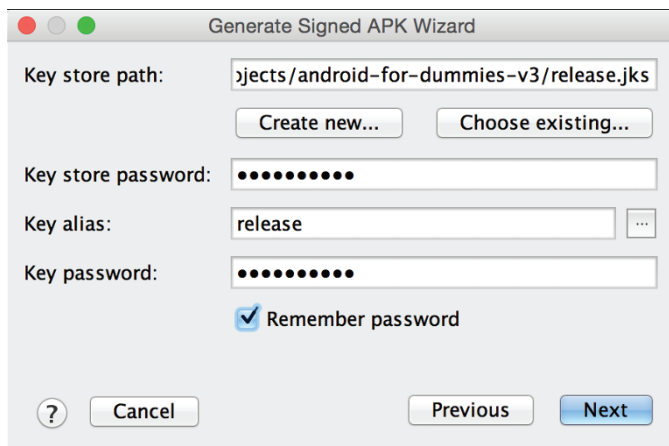 Generate Signed APK Wizard
Key store path: ojects/android-for-dummies-v3/release.jks
Create new... Choose existing...
Key store password: ••••••••••
Key alias: release ...
Key password: ••••••••••
Remember password
? Cancel Previous Next